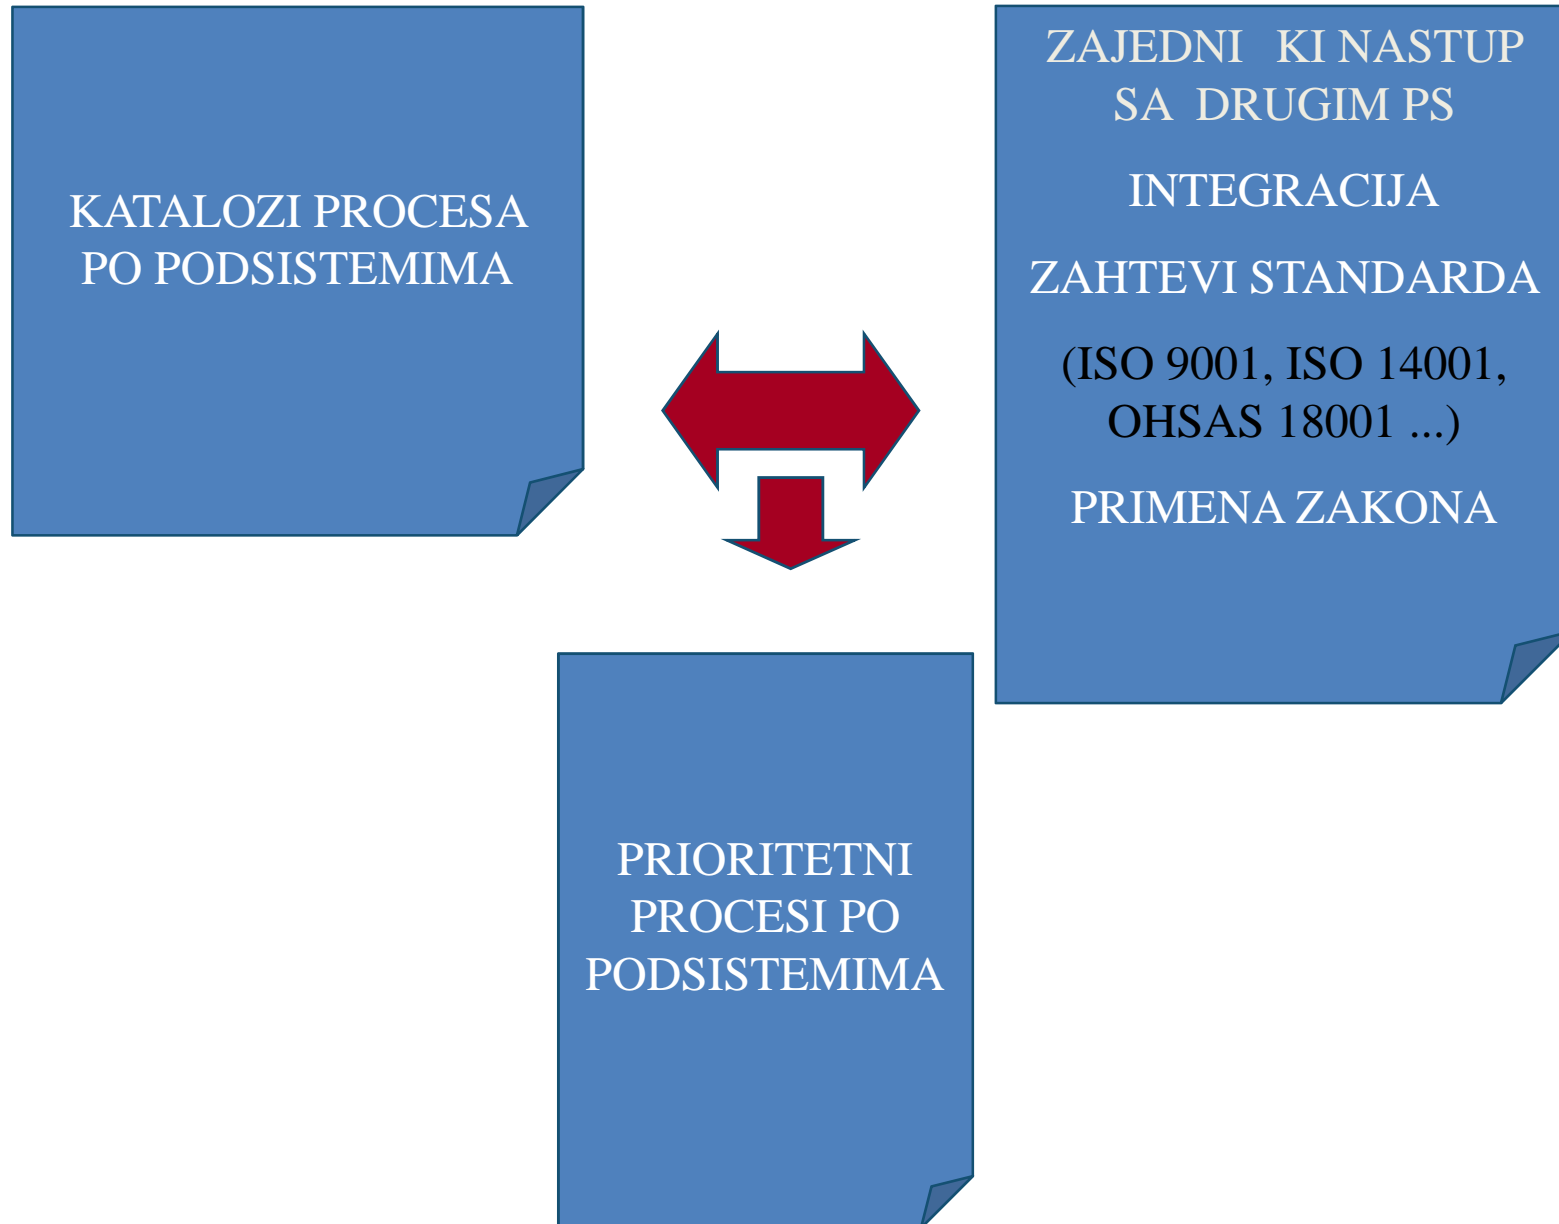 KATALOZI PROCESA
PO PODSISTEMIMA
ZAJEDNI   KI NASTUP
SA  DRUGIM PS
INTEGRACIJA
ZAHTEVI STANDARDA
(ISO 9001, ISO 14001,
OHSAS 18001 ...)
PRIMENA ZAKONA
PRIORITETNI
PROCESI PO
PODSISTEMIMA